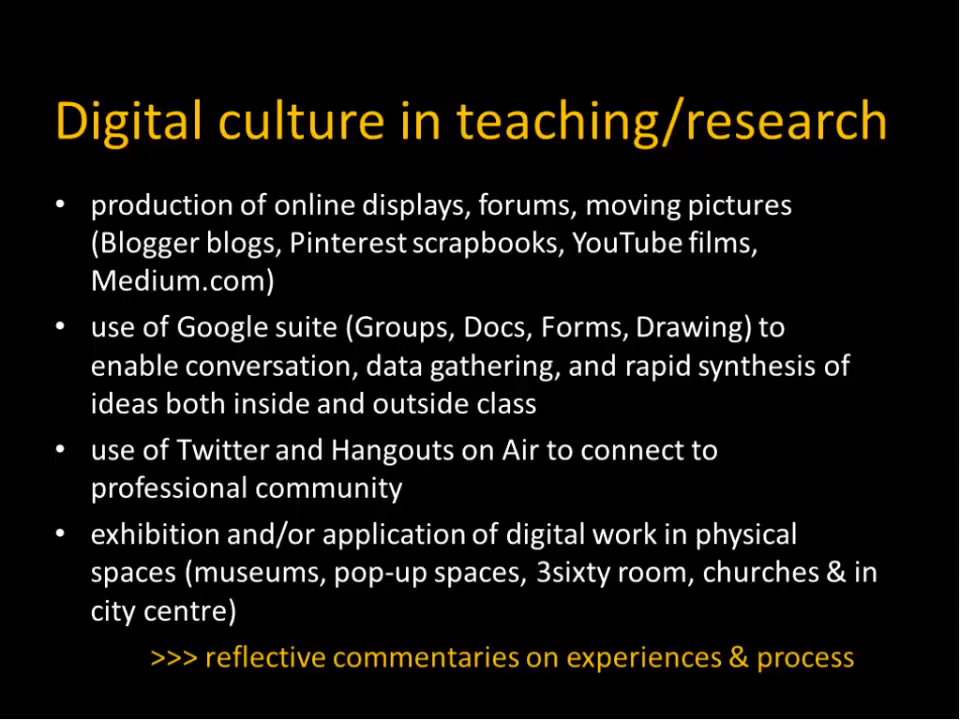 Digital culture in teaching/research
• production of online displays, forums, moving pictures
(Blogger blogs, Pinterest scrapbooks, YouTube films,
Medium.com)
• use of Google suite (Groups, Docs, Forms, Drawing) to
enable conversation, data gathering, and rapid synthesis of
ideas both inside and outside class
• use of Twitter and Hangouts on Air to connect to
professional community
• exhibition and/or application of digital work in physical
spaces (museums, pop-up spaces, 3sixty room, churches & in
city centre)
>>> reflective commentaries on experiences & process